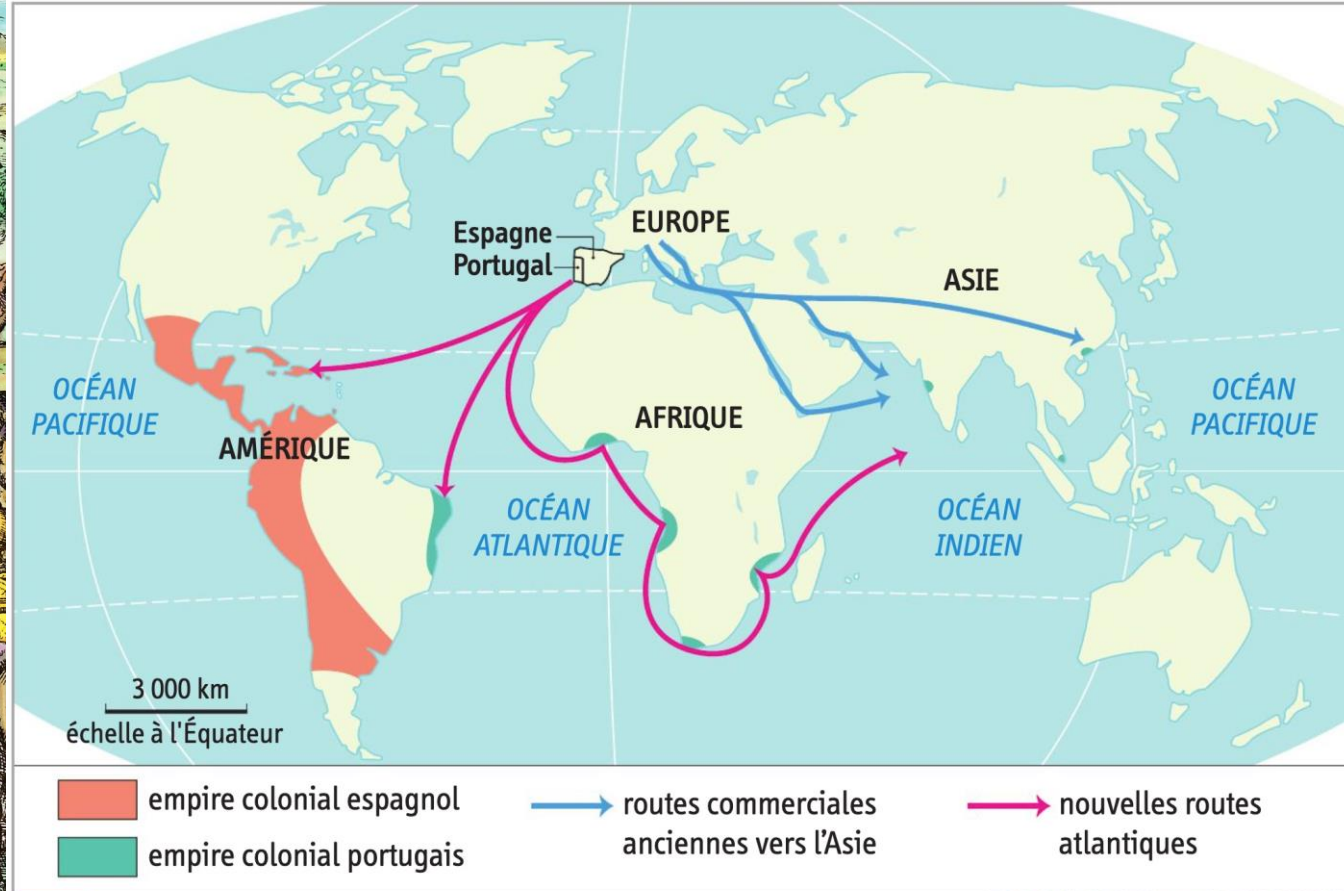 Espagne
Portugal
EUROPE
ASIE
OCÉAN
PACIFIQUE
AMÉRIQUE
AFRIQUE
OCÉAN
PACIFIQUE
OCÉAN
ATLANTIQUE
OCÉAN
INDIEN
3 000 km
échelle à l'Équateur
empire colonial espagnol
empire colonial portugais
routes commerciales
anciennes vers l'Asie
nouvelles routes
atlantiques